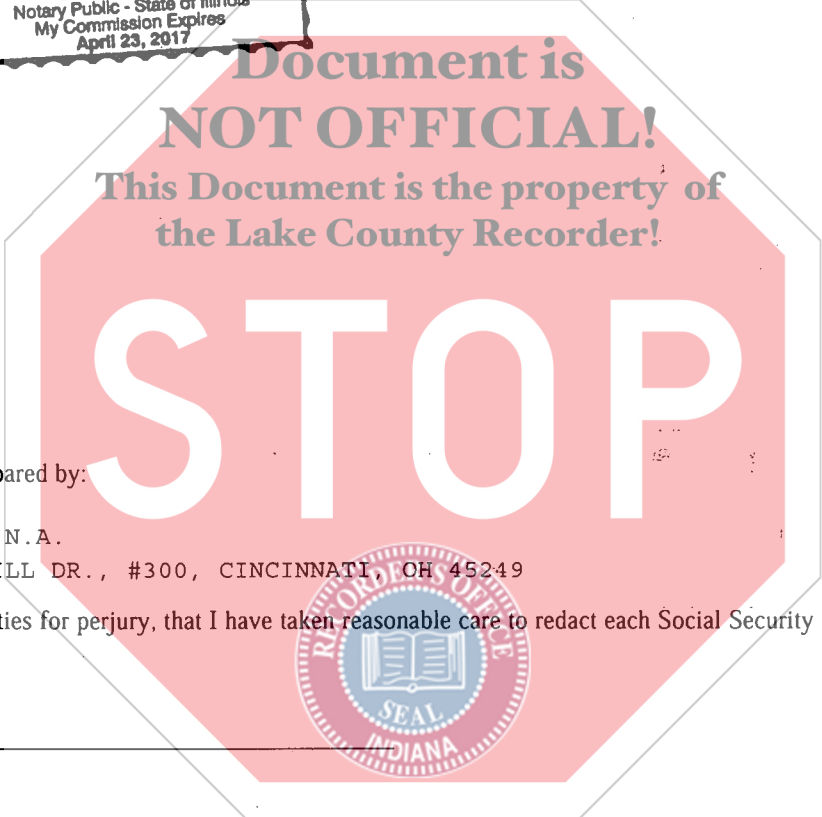 Notary Public - State of Illinois
My Commission Expires
April 23, 2017
Document is
NOT OFFICIAL!
This Document is the property of
the Lake County Recorder!
STOP
pared by:
N.A.
ILL DR., #300, CINCINNATI, OH 45249
RECORDER'S OFFICE
ties for perjury, that I have taken reasonable care to redact each Social Security
SEAL
INDIANA